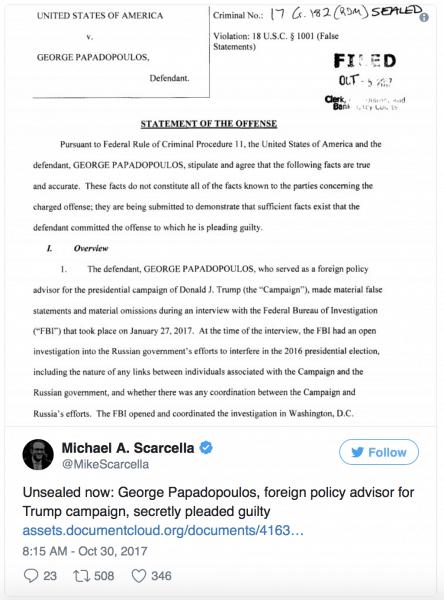 UNITED STATES OF AMERICA
v.
GEORGE PAPADOPOULOS,
Defendant.
Criminal No.: 17 Cr. 182 (RDM) SEALED
Violation: 18 U.S.C. § 1001 (False
Statements)
FILED
OCT - 5 2017
Clerk,
STATEMENT OF THE OFFENSE
Pursuant to Federal Rule of Criminal Procedure 11, the United States of America and the
defendant, GEORGE PAPADOPOULOS, stipulate and agree that the following facts are true
and accurate. These facts do not constitute all of the facts known to the parties concerning the
charged offense; they are being submitted to demonstrate that sufficient facts exist that the
defendant committed the offense to which he is pleading guilty.
I. Overview
1. The defendant, GEORGE PAPADOPOULOS, who served as a foreign policy
advisor for the presidential campaign of Donald J. Trump (the “Campaign”), made material false
statements and material omissions during an interview with the Federal Bureau of Investigation
(“FBI”) that took place on January 27, 2017. At the time of the interview, the FBI had an open
investigation into the Russian government’s efforts to interfere in the 2016 presidential election,
including the nature of any links between individuals associated with the Campaign and the
Russian government, and whether there was any coordination between the Campaign and
Russia’s efforts. The FBI opened and coordinated the investigation in Washington, D.C.
Michael A. Scarcella
@MikeScarcella
Follow
Unsealed now: George Papadopoulos, foreign policy advisor for
Trump campaign, secretly pleaded guilty
assets.documentcloud.org/documents/4163…
8:15 AM - Oct 30, 2017
23 508 346